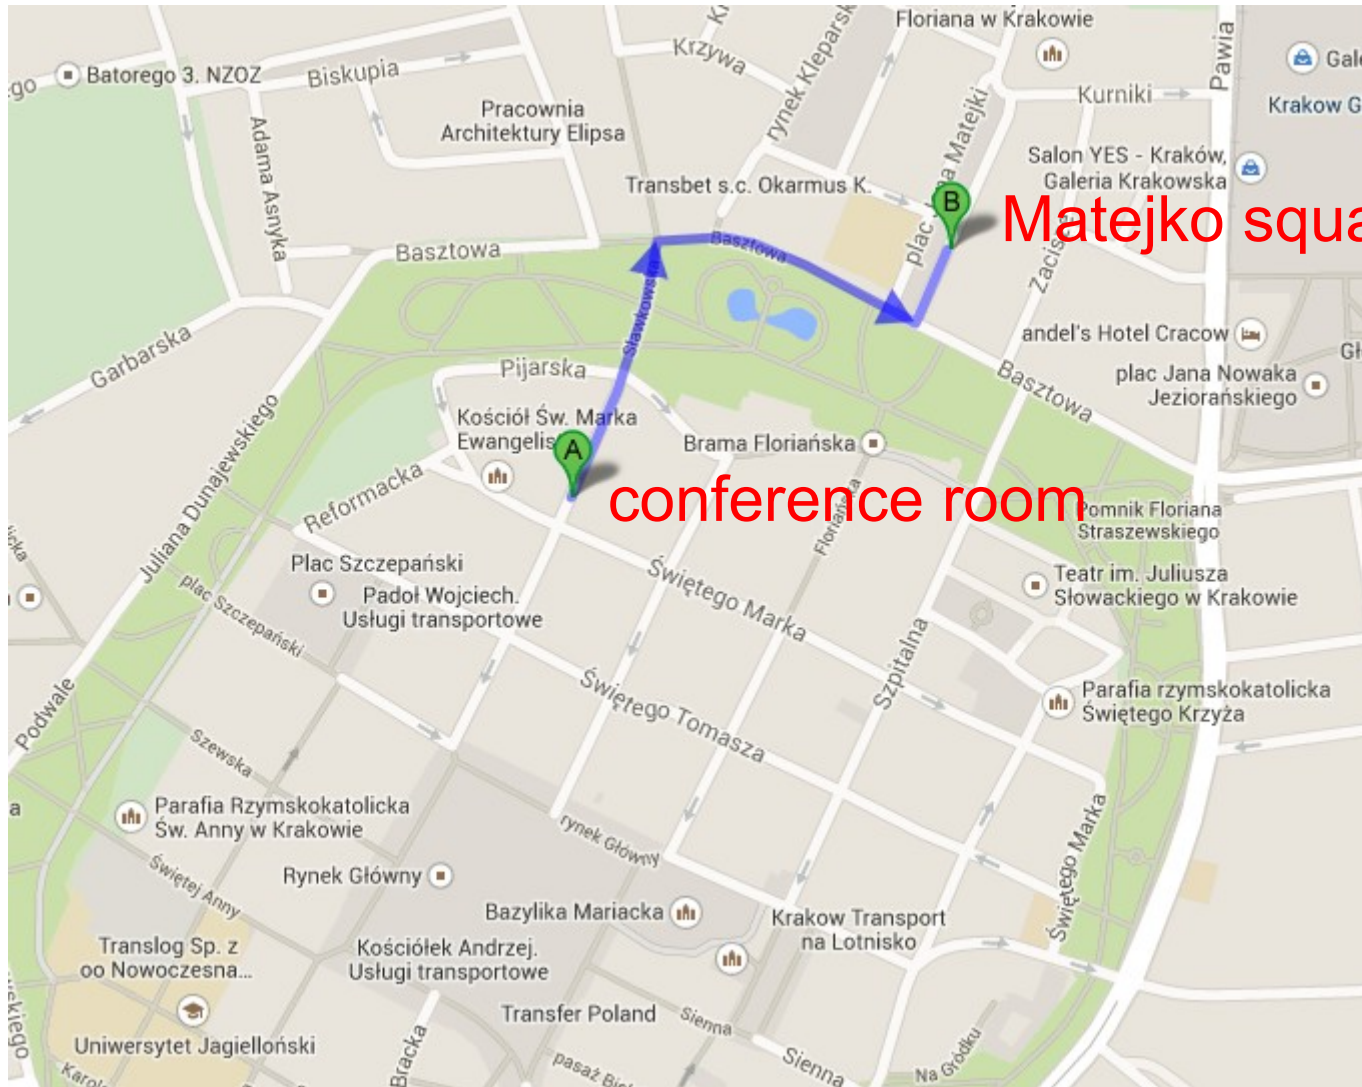 Floriana w Krakowie
Krzywa
rynek Kleparski
Pawia
Batorego 3. NZOZ
Biskupia
Kurniki
Krakow G
Pracownia
Architektury Elipsa
Adama Asnyka
Salon YES - Kraków,
Galeria Krakowska
Transbet s.c. Okarmus K.
B
Matejko squa
plac
Matejki
Basztowa
Basztowa
Sławkowska
Garbarska
andel's Hotel Cracow
Pijarska
Basztowa
plac Jana Nowaka
Jeziorańskiego
Kościół Św. Marka
Brama Floriańska
A
conference room
Reformacka
Juliana Dunajewskiego
Floriańska
Pomnik Floriana
Straszewskiego
Plac Szczepański
Padoł Wojciech.
Usługi transportowe
plac Szczepański
Świętego Marka
Teatr im. Juliusza
Słowackiego w Krakowie
Szpitalna
Podwale
Świętego Tomasza
Parafia rzymskokatolicka
Świętego Krzyża
Szewska
Parafia Rzymskokatolicka
Św. Anny w Krakowie
rynek Główny
Świętego Marka
Rynek Główny
Świętej Anny
Bazylika Mariacka
Krakow Transport
na Lotnisko
Translog Sp. z
oo Nowoczesna...
Kościółek Andrzej.
Usługi transportowe
Transfer Poland
Sienna
Uniwersytet Jagielloński
Bracka
Sienna
Na Gródku